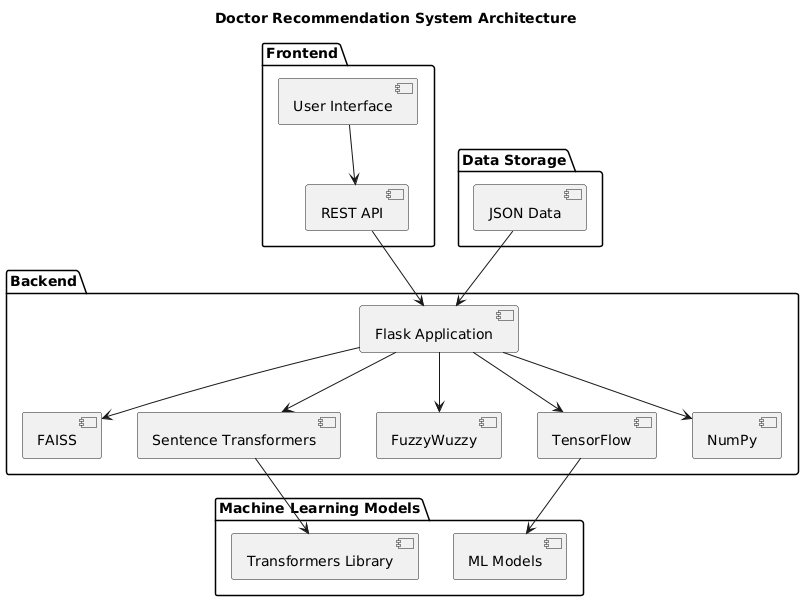 Doctor Recommendation System Architecture
Frontend
User Interface
REST API
Data Storage
JSON Data
Backend
Flask Application
FAISS
Sentence Transformers
FuzzyWuzzy
TensorFlow
NumPy
Machine Learning Models
Transformers Library
ML Models